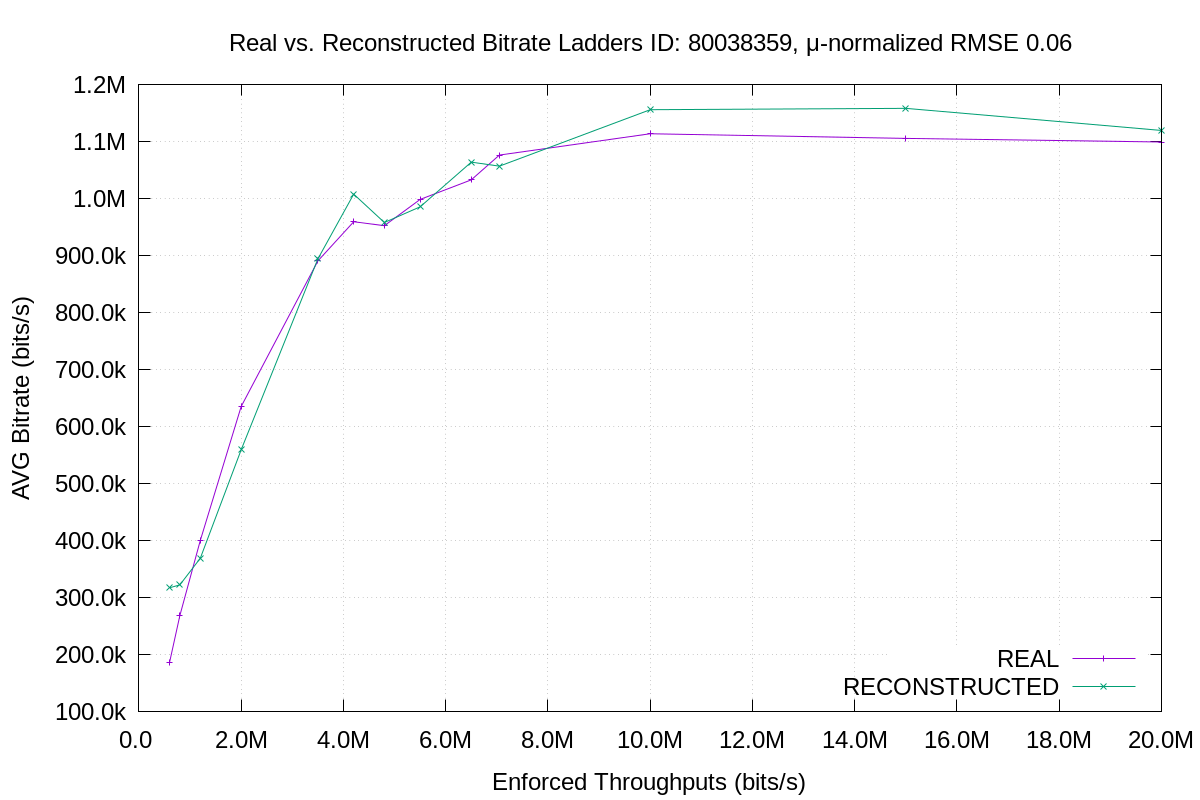 Real vs. Reconstructed Bitrate Ladders ID: 80038359, μ-normalized RMSE 0.06
1.2M
1.1M
1.0M
900.0k
800.0k
700.0k
600.0k
500.0k
400.0k
300.0k
200.0k
100.0k
AVG Bitrate (bits/s)
REAL
RECONSTRUCTED
0.0 2.0M 4.0M 6.0M 8.0M 10.0M 12.0M 14.0M 16.0M 18.0M 20.0M
Enforced Throughputs (bits/s)